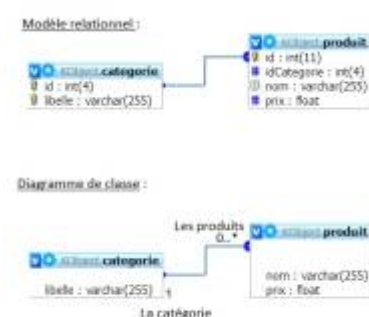 Modèle relationnel :
produit
id : int(11)
categorie
idCategorie : int(4)
id : int(4)
nom : varchar(255)
libelle : varchar(255)
prix : float
Diagramme de classe :
Les produits
0..*
produit
categorie
nom : varchar(255)
libelle : varchar(255)
1
prix : float
La catégorie